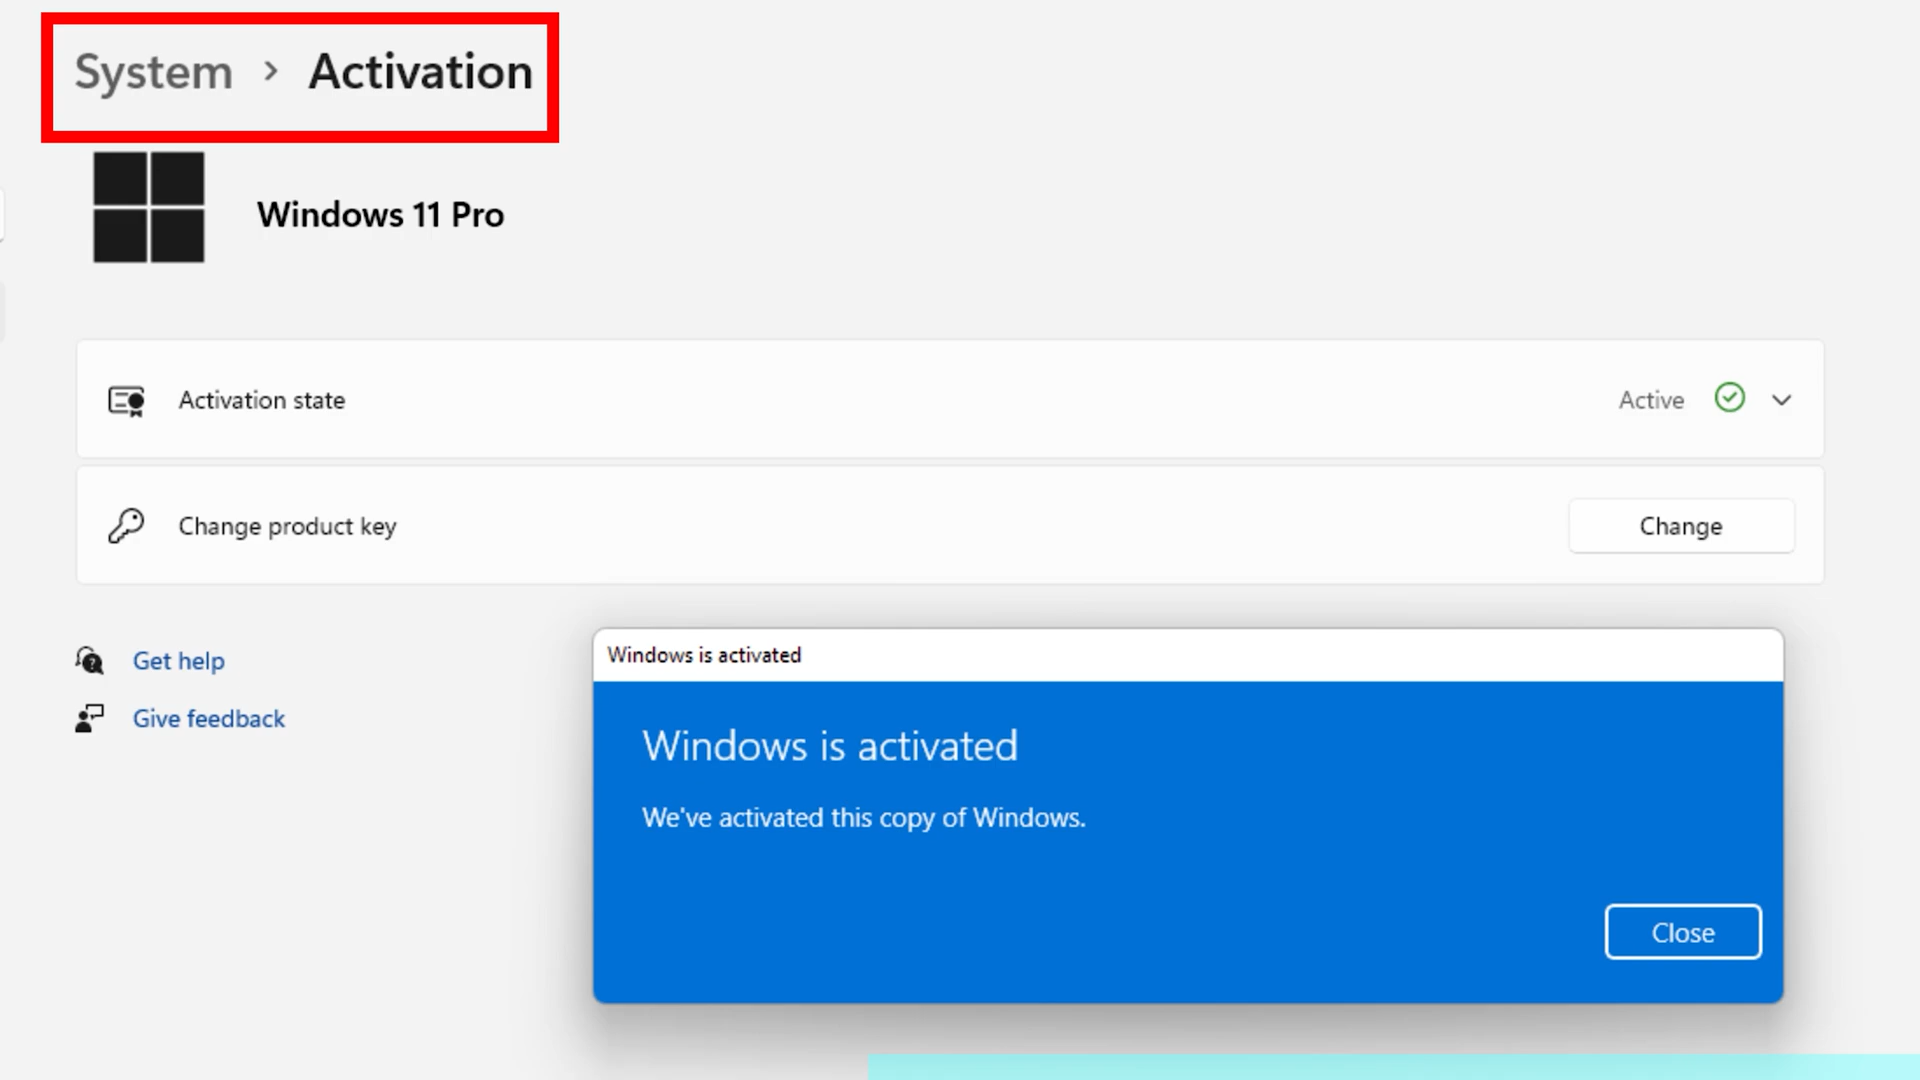 System > Activation
Windows 11 Pro
Activation state
Active
Change product key
Change
Get help
Give feedback
Windows is activated
Windows is activated
We've activated this copy of Windows.
Close